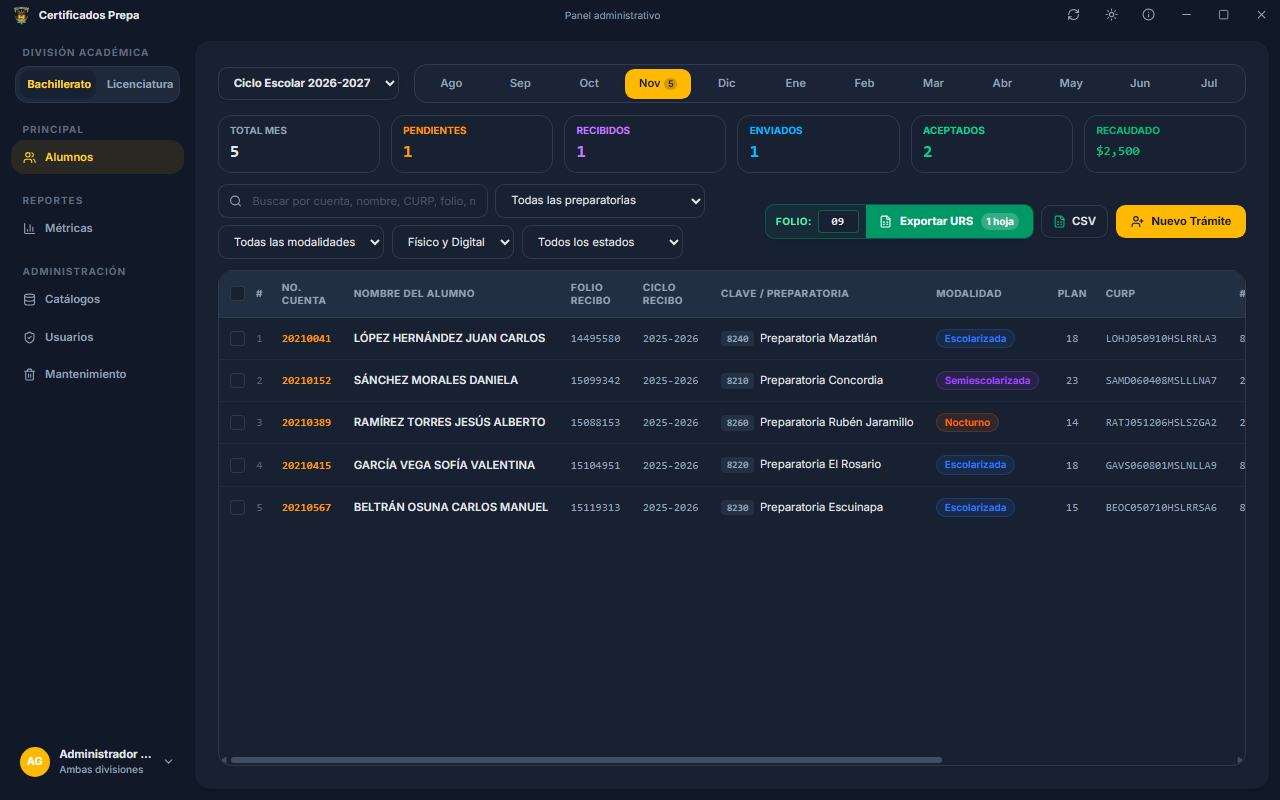 Certificados Prepa
Panel administrativo
DIVISIÓN ACADÉMICA
Bachillerato Licenciatura
PRINCIPAL
Alumnos
REPORTES
Métricas
ADMINISTRACIÓN
Catálogos
Usuarios
Mantenimiento
AG
Administrador ...
Ambas divisiones
Ciclo Escolar 2026-2027
Ago Sep Oct Nov 5 Dic Ene Feb Mar Abr May Jun Jul
TOTAL MES
5
PENDIENTES
1
RECIBIDOS
1
ENVIADOS
1
ACEPTADOS
2
RECAUDADO
$2,500
Buscar por cuenta, nombre, CURP, folio, n
Todas las preparatorias
Todas las modalidades
Físico y Digital
Todos los estados
FOLIO: 09
Exportar URS 1 hoja
CSV
Nuevo Trámite
# NO. CUENTA NOMBRE DEL ALUMNO FOLIO RECIBO CICLO RECIBO CLAVE / PREPARATORIA MODALIDAD PLAN CURP #
1 20210041 LÓPEZ HERNÁNDEZ JUAN CARLOS 14495580 2025-2026 8240 Preparatoria Mazatlán Escolarizada 18 LOHJ050910HSLRRLA3 8
2 20210152 SÁNCHEZ MORALES DANIELA 15099342 2025-2026 8210 Preparatoria Concordia Semiescolarizada 23 SAMD060408MSLLLNA7 2
3 20210389 RAMÍREZ TORRES JESÚS ALBERTO 15088153 2025-2026 8260 Preparatoria Rubén Jaramillo Nocturno 14 RATJ051206HSLSZGA2 2
4 20210415 GARCÍA VEGA SOFÍA VALENTINA 15104951 2025-2026 8220 Preparatoria El Rosario Escolarizada 18 GAVS060801MSLNLLA9 8
5 20210567 BELTRÁN OSUNA CARLOS MANUEL 15119313 2025-2026 8230 Preparatoria Escuinapa Escolarizada 15 BEOC050710HSLRRSA6 8